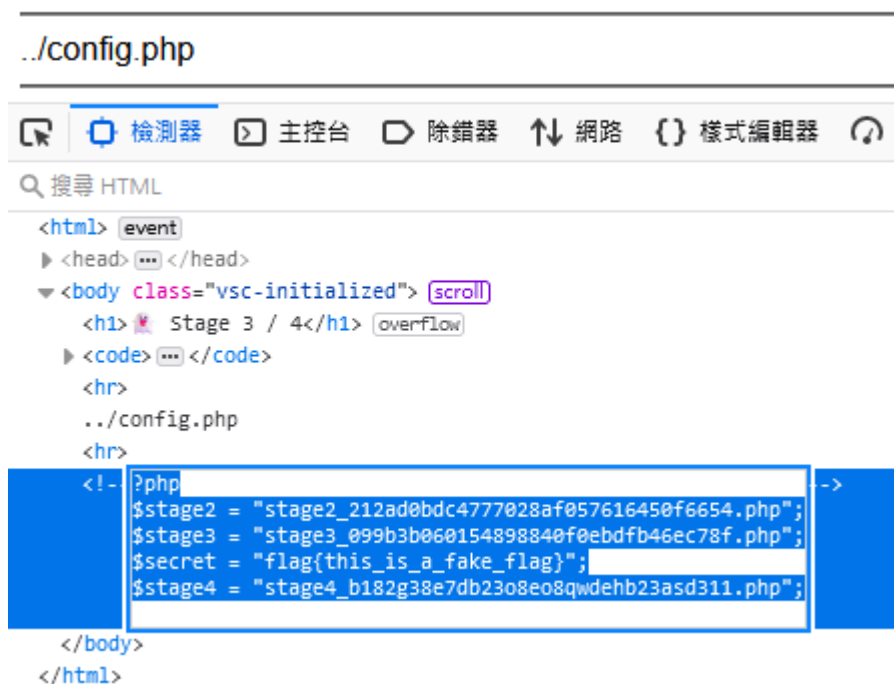 ../config.php
檢測器 主控台 除錯器 網路 {} 樣式編輯器
搜尋 HTML
<html> event
<head> ... </head>
<body class="vsc-initialized"> scroll
<h1> Stage 3 / 4</h1> overflow
<code> ... </code>
<hr>
../config.php
<hr>
<!--?php-->
$stage2 = "stage2_212ad0bdc4777028af057616450f6654.php";
$stage3 = "stage3_099b3b060154898840f0ebdfb46ec78f.php";
$secret = "flag{this_is_a_fake_flag}";
$stage4 = "stage4_b182g38e7db23o8eo8qwdehb23asd311.php";
</body>
</html>